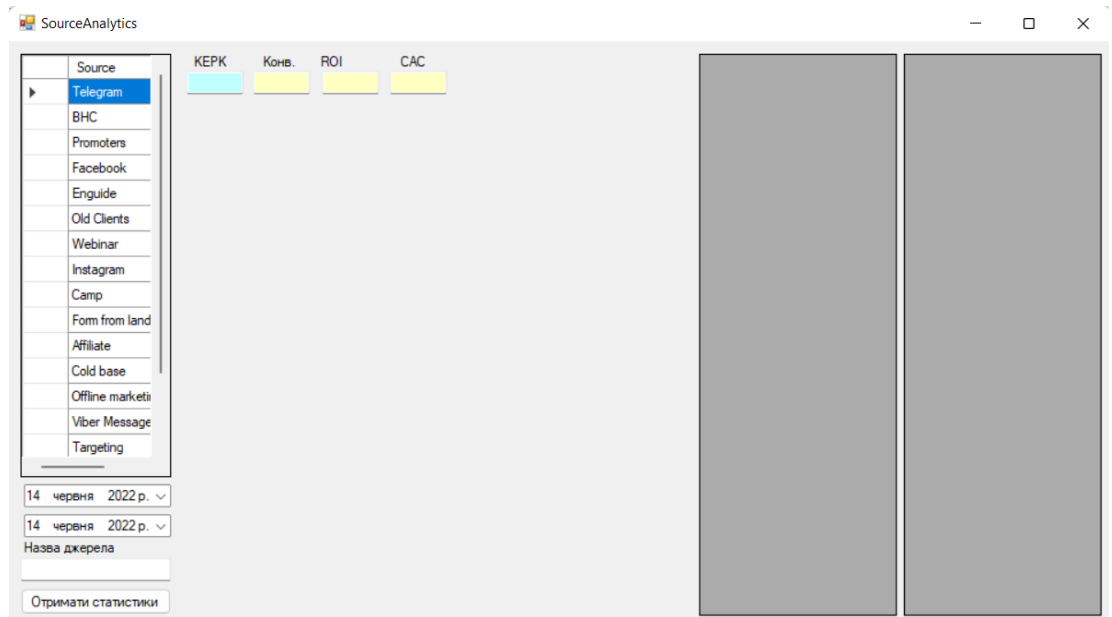 SourceAnalytics
Source
Telegram
BHC
Promoters
Facebook
Enguide
Old Clients
Webinar
Instagram
Camp
Form from land
Affiliate
Cold base
Offline marketi
Viber Message
Targeting
КЕРК Конв. ROI CAC
14 червня 2022 р.
14 червня 2022 р.
Назва джерела
Отримати статистики